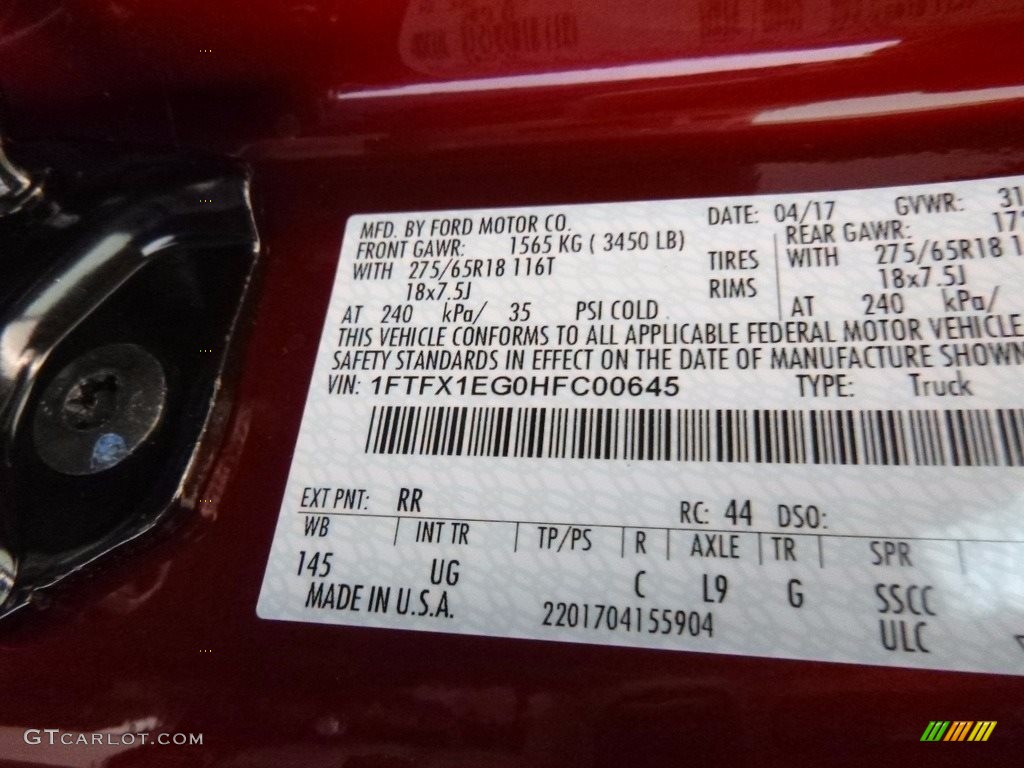 MFD. BY FORD MOTOR CO. DATE: 04/17 GVWR: 31
FRONT GAWR: 1565 KG ( 3450 LB) REAR GAWR: 17
WITH 275/65R18 116T TIRES WITH 275/65R18 1
18x7.5J RIMS 18x7.5J
AT 240 kPa/ 35 PSI COLD AT 240 kPa/
THIS VEHICLE CONFORMS TO ALL APPLICABLE FEDERAL MOTOR VEHICLE
SAFETY STANDARDS IN EFFECT ON THE DATE OF MANUFACTURE SHOWN
VIN: 1FTFX1EG0HFC00645 TYPE: Truck
EXT PNT: RR RC: 44 DSO:
WB INT TR TP/PS R AXLE TR SPR
145 UG C L9 G SSCC
MADE IN U.S.A. 2201704155904 ULC
GTCARLOT.COM